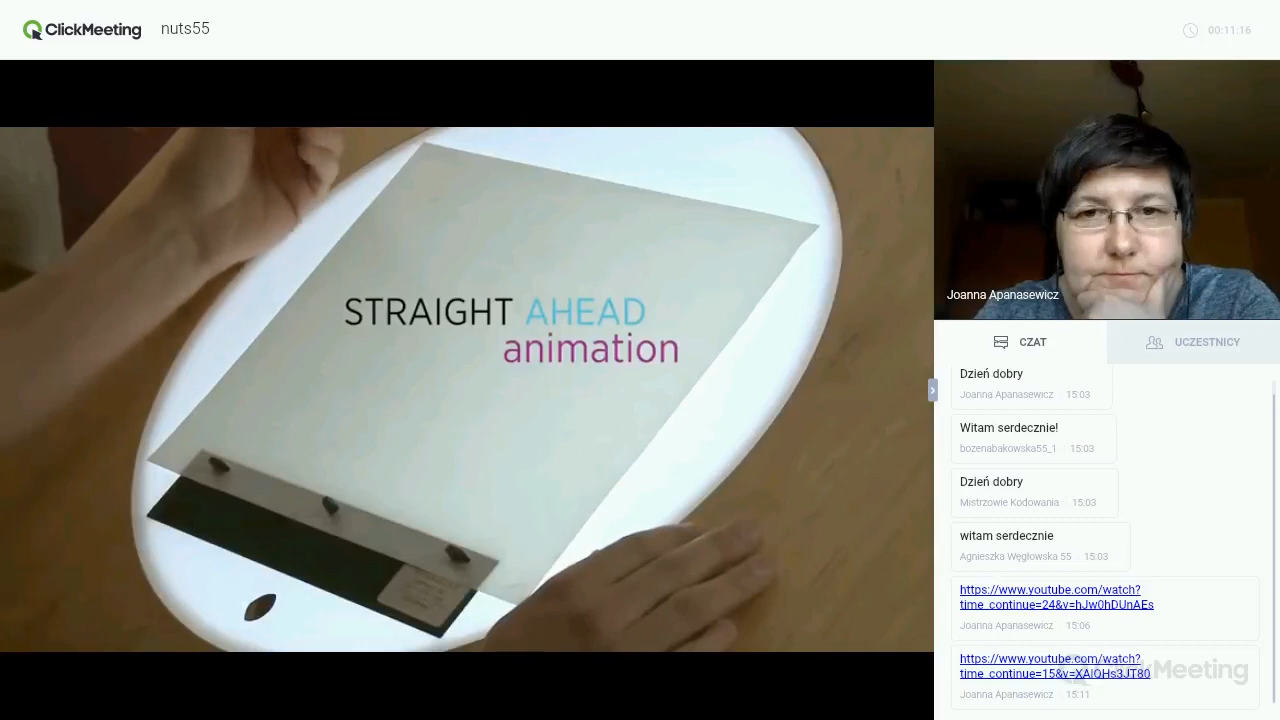 ClickMeeting
nuts55
00:11:16
STRAIGHT AHEAD
animation
Joanna Apanasewicz
CZAT
UCZESTNICY
Dzień dobry
Joanna Apanasewicz 15:03
Witam serdecznie!
bozenabakowska55_1 15:03
Dzień dobry
Mistrzowie Kodowania 15:03
witam serdecznie
Agnieszka Węgłowska 55 15:03
https://www.youtube.com/watch?
time_continue=24&v=hJw0hDUnAEs
Joanna Apanasewicz 15:06
https://www.youtube.com/watch?
Joanna Apanasewicz 15:11